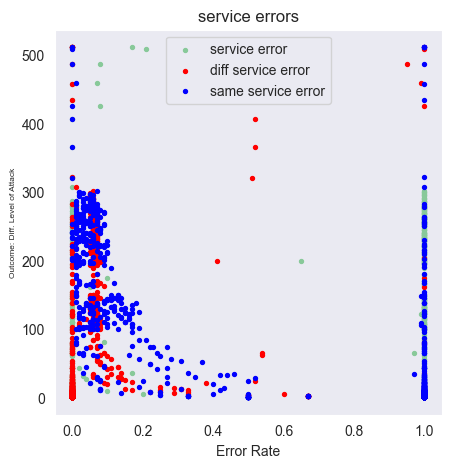 service errors
service error
diff service error
same service error
500
400
300
200
100
0
Outcome: Diff. Level of Attack
0.0 0.2 0.4 0.6 0.8 1.0
Error Rate